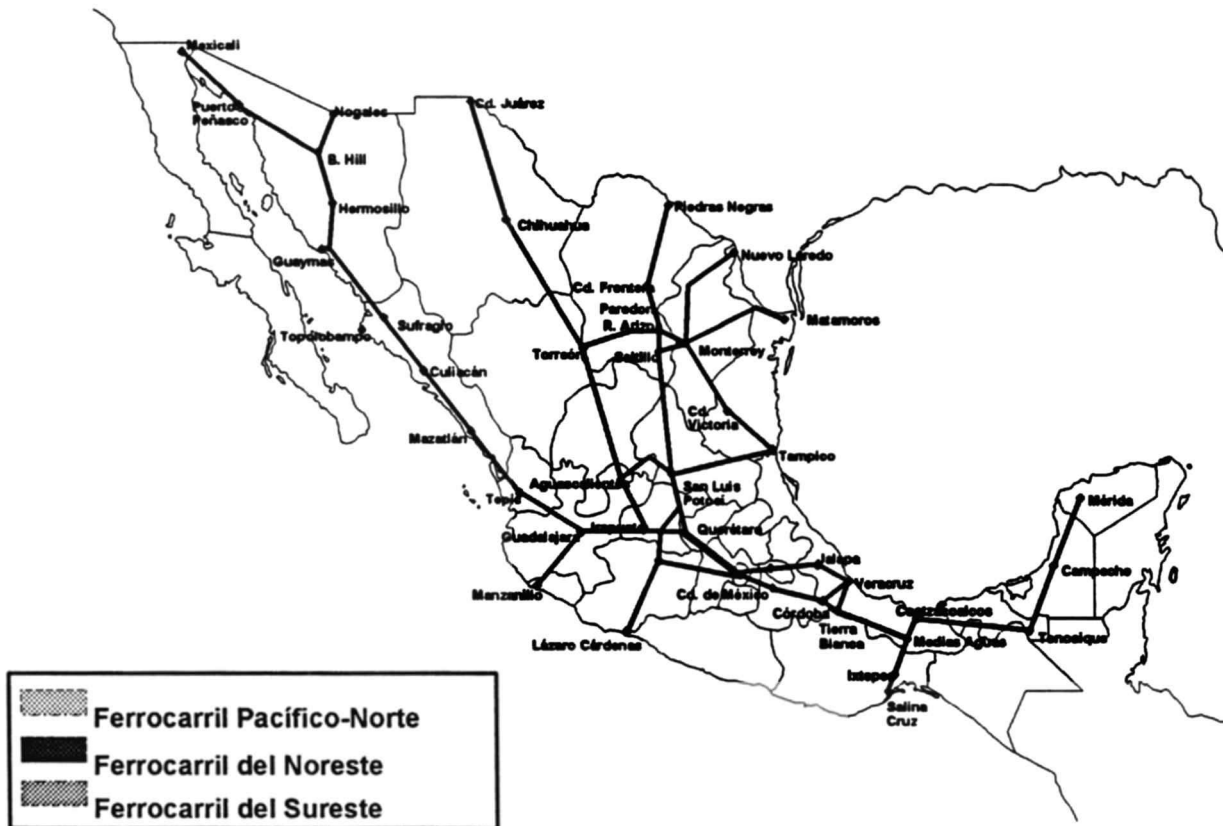 Mexicali
Puerto
Peñasco
Nogales
Cd. Juárez
B. Hill
Hermosillo
Guaymas
Chihuahua
Piedras Negras
Nuevo Laredo
Cd. Frontera
Paredon
R. Arizo
Matamoros
Sufragio
Topolobampo
Torreón
Saltillo
Monterrey
Culiacán
Cd.
Victoria
Mazatlán
Tampico
Aguascalientes
San Luis
Potosí
Tepic
Mérida
Guadalajara
Irapuato
Querétaro
Jalapa
Veracruz
Campeche
Manzanillo
Cd. de México
Córdoba
Coatzacoalcos
Tierra
Blanca
Medias Aguas
Tenosique
Lázaro Cárdenas
Ixtepec
Salina
Cruz
Ferrocarril Pacífico-Norte
Ferrocarril del Noreste
Ferrocarril del Sureste